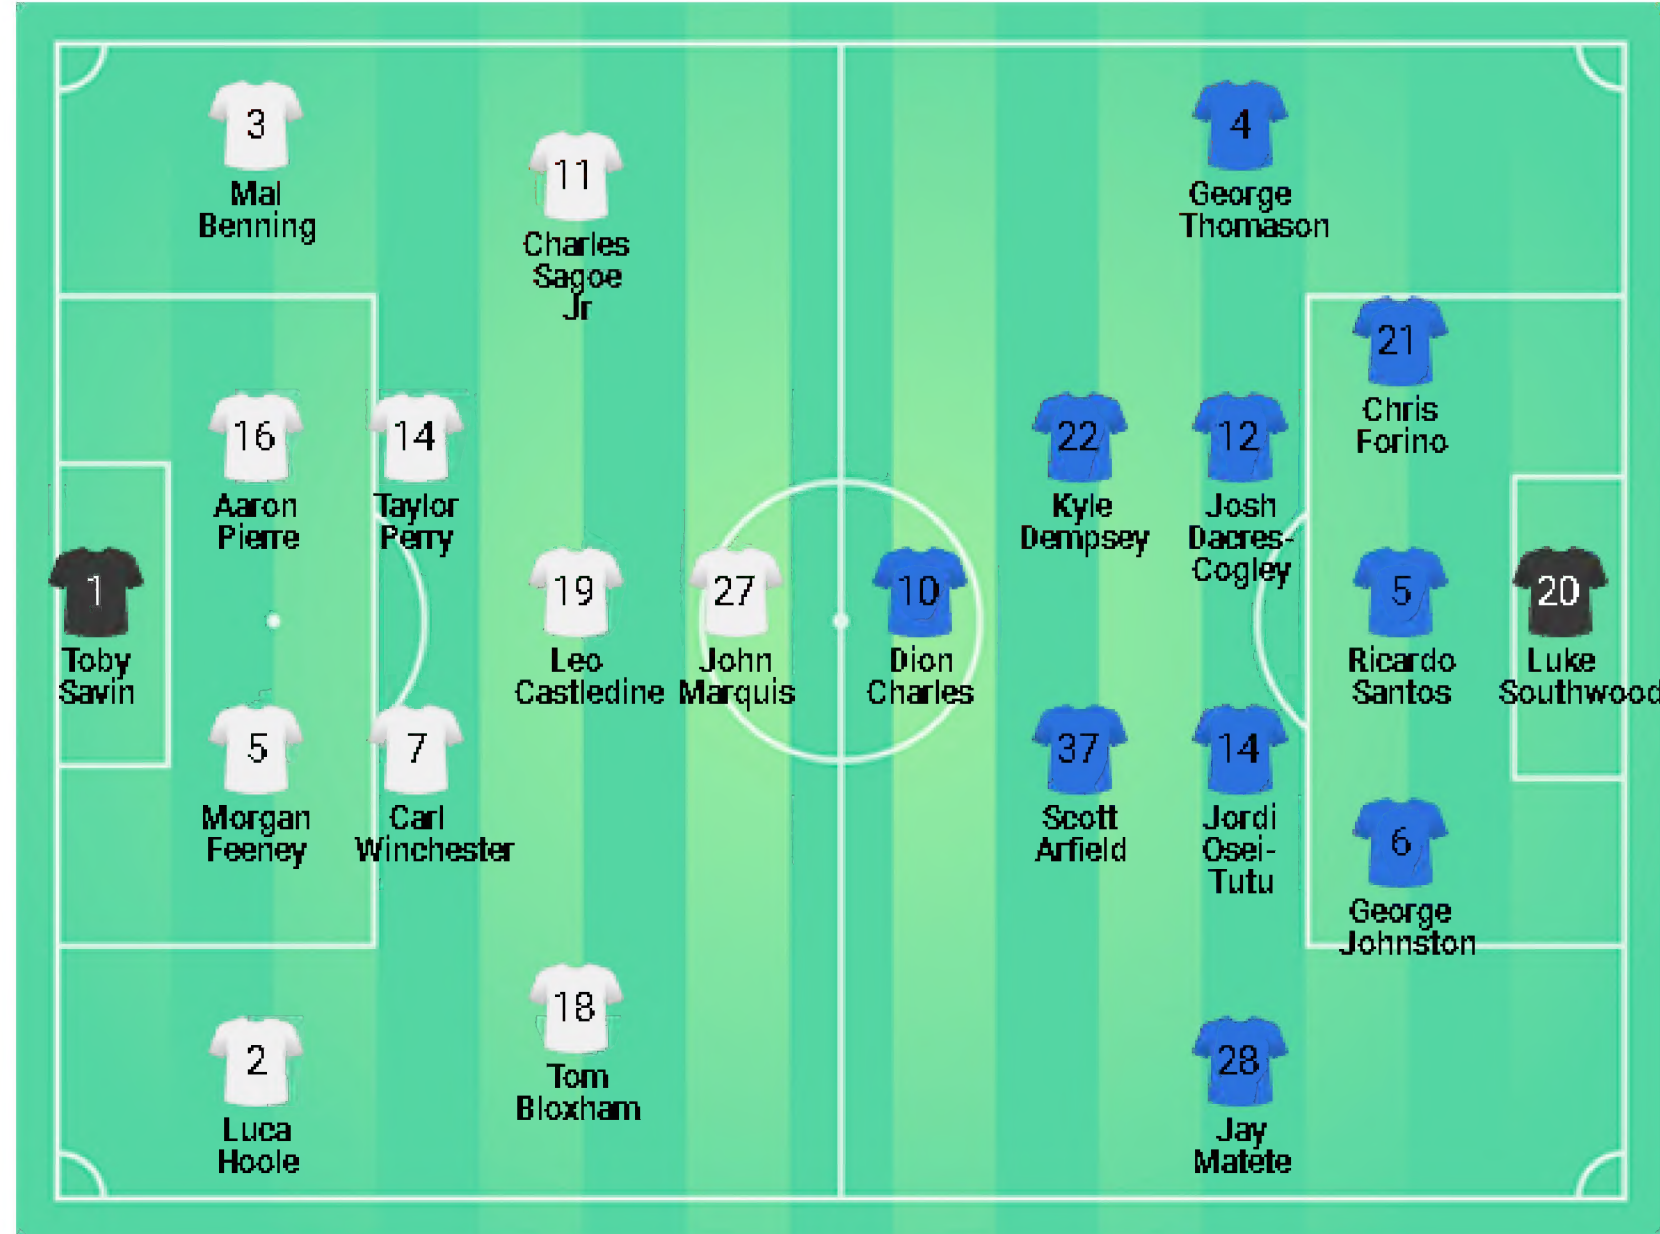 3
Mal
Benning
11
Charles
Sagoe
Jr
16
Aaron
Pierre
14
Taylor
Perry
1
Toby
Savin
19
Leo
Castledine
27
John
Marquis
5
Morgan
Feeney
7
Carl
Winchester
18
Tom
Bloxham
2
Luca
Hoole
4
George
Thomason
21
Chris
Forino
22
Kyle
Dempsey
12
Josh
Dacres-
Cogley
10
Dion
Charles
5
Ricardo
Santos
20
Luke
Southwood
37
Scott
Arfield
14
Jordi
Osei-
Tutu
6
George
Johnston
28
Jay
Matete